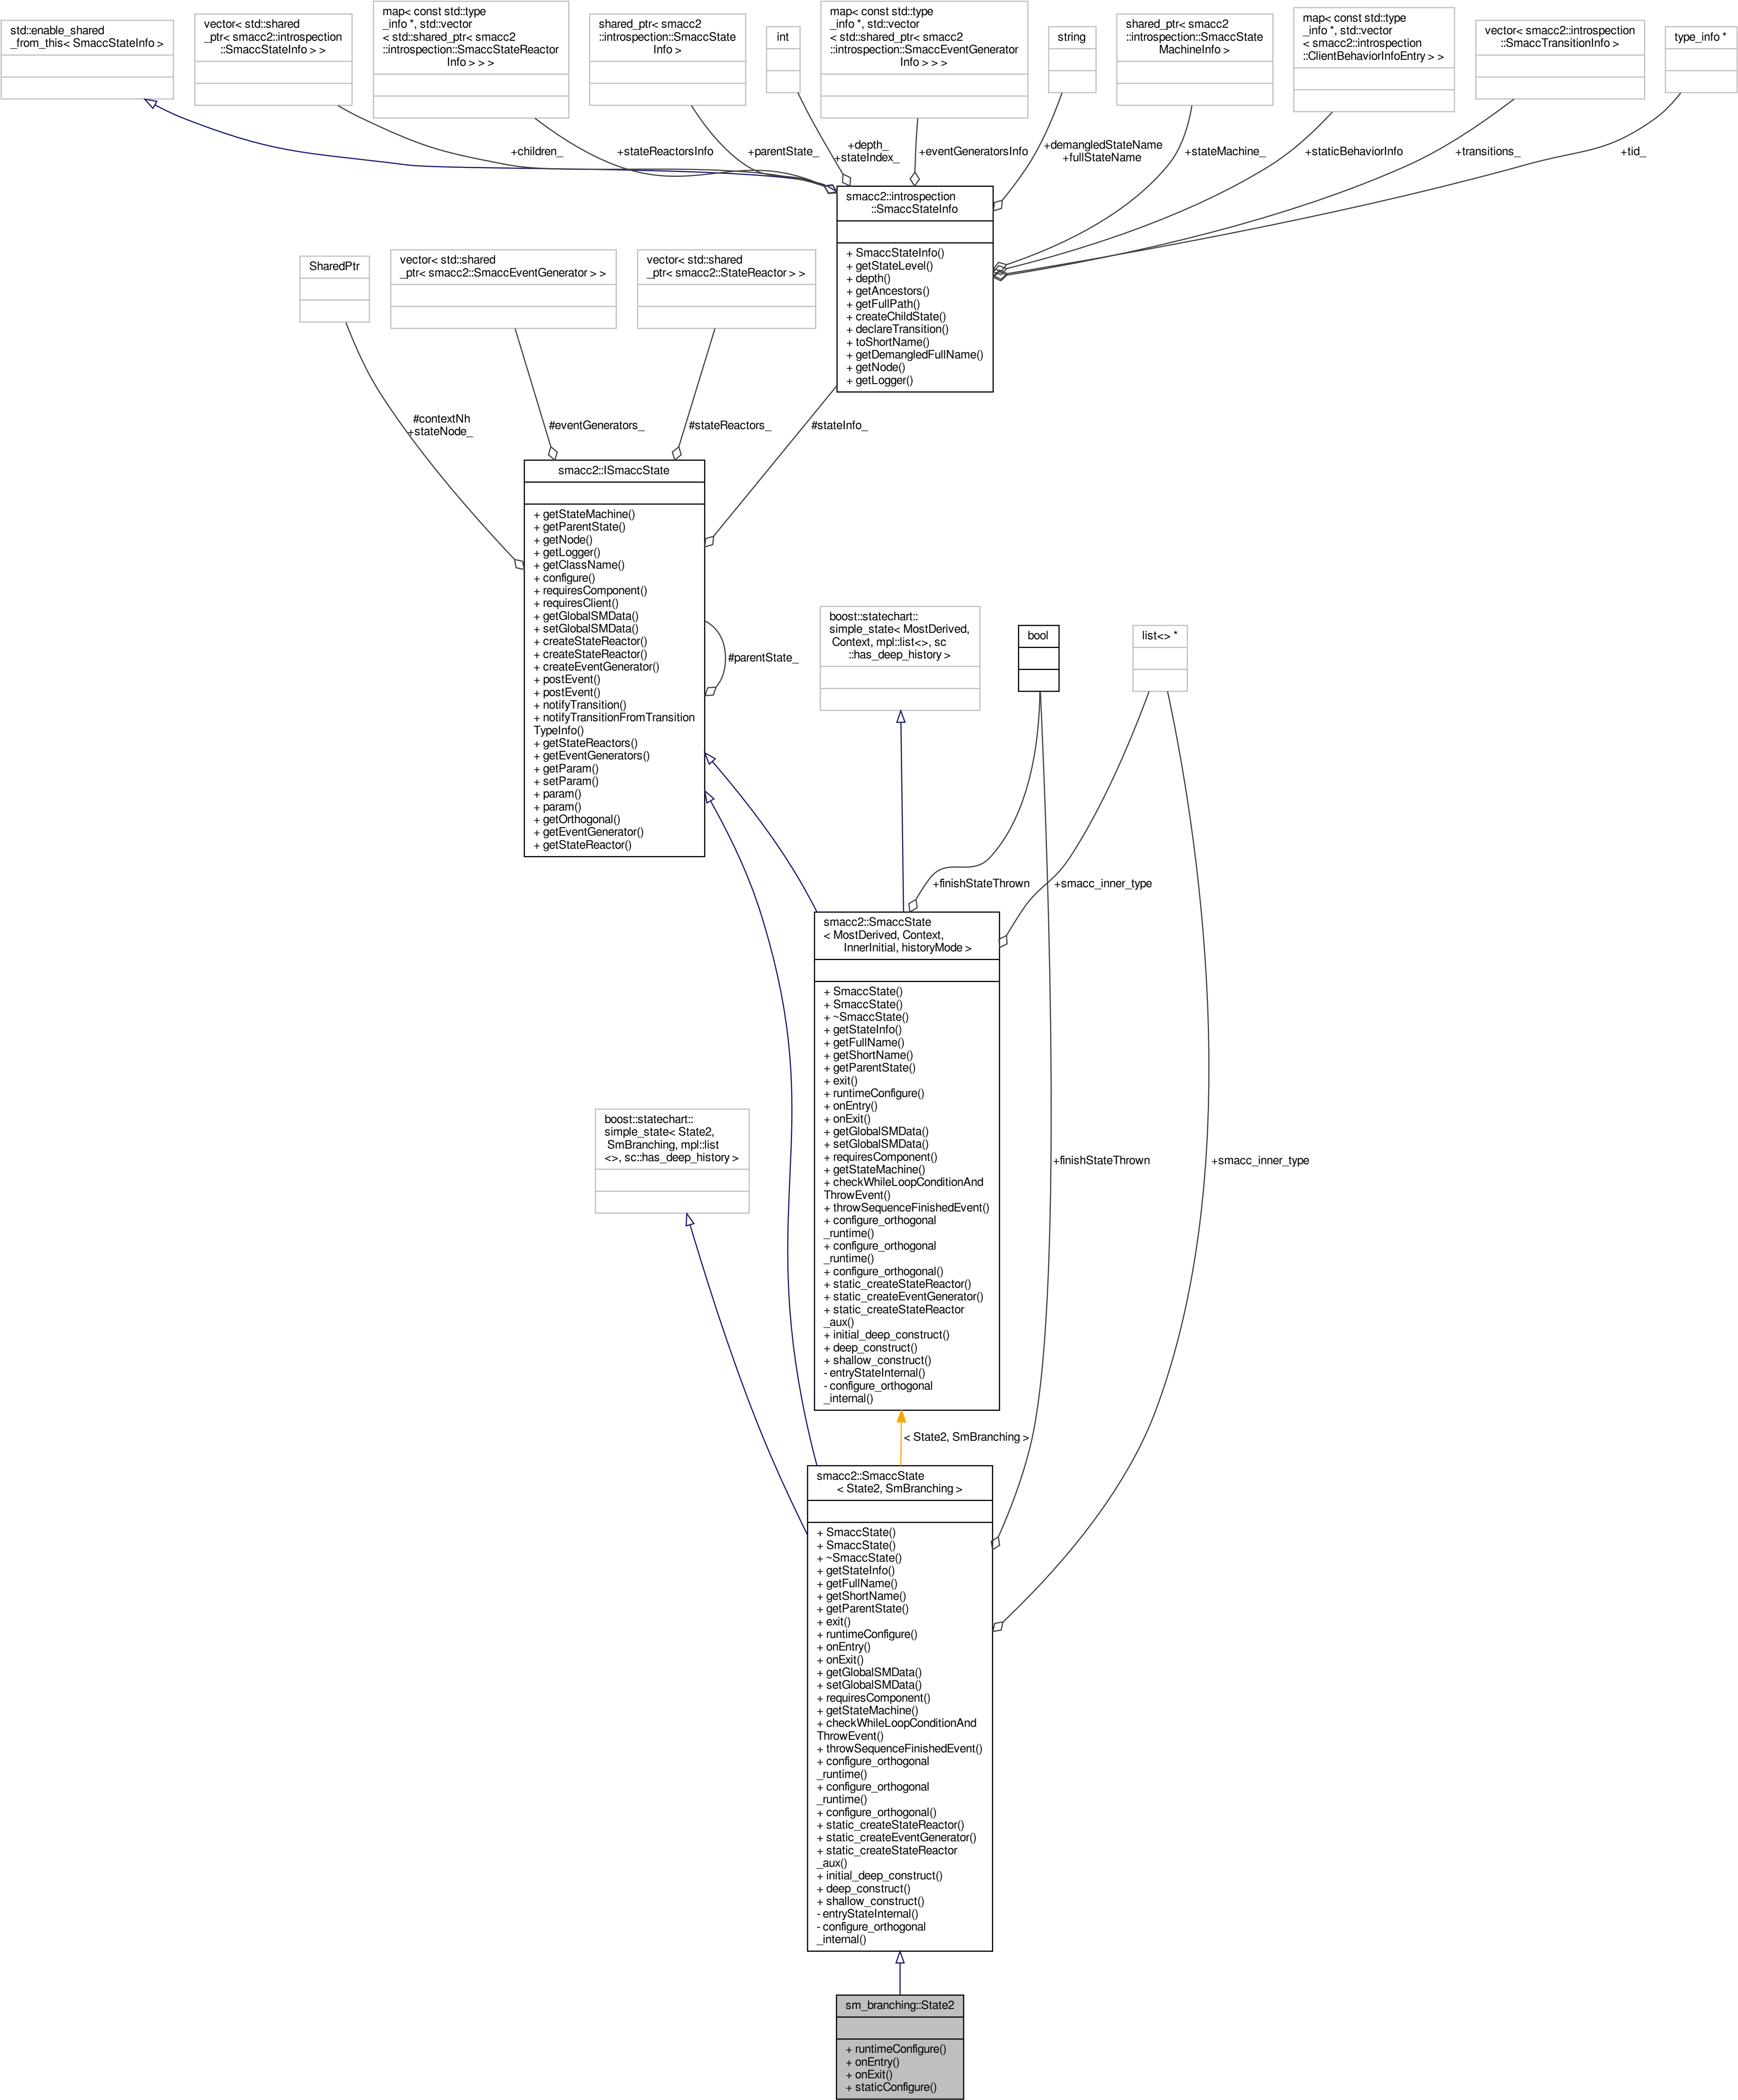 std::enable_shared
_from_this< SmaccStateInfo >
vector< std::shared
_ptr< smacc2::introspection
::SmaccStateInfo > >
map< const std::type
_info *, std::vector
< std::shared_ptr< smacc2
::introspection::SmaccStateReactor
Info > > >
shared_ptr< smacc2
::introspection::SmaccState
Info >
int
map< const std::type
_info *, std::vector
< std::shared_ptr< smacc2
::introspection::SmaccEventGenerator
Info > > >
string
shared_ptr< smacc2
::introspection::SmaccState
MachineInfo >
map< const std::type
_info *, std::vector
< smacc2::introspection
::ClientBehaviorInfoEntry > >
vector< smacc2::introspection
::SmaccTransitionInfo >
type_info *
+children_
+stateReactorsInfo
+parentState_
+depth_
+stateIndex_
+eventGeneratorsInfo
+demangledStateName
+fullStateName
+stateMachine_
+staticBehaviorInfo
+transitions_
+tid_
smacc2::introspection
::SmaccStateInfo
+ SmaccStateInfo()
+ getStateLevel()
+ depth()
+ getAncestors()
+ getFullPath()
+ createChildState()
+ declareTransition()
+ toShortName()
+ getDemangledFullName()
+ getNode()
+ getLogger()
SharedPtr
vector< std::shared
_ptr< smacc2::SmaccEventGenerator > >
vector< std::shared
_ptr< smacc2::StateReactor > >
#contextNh
+stateNode_
#eventGenerators_
#stateReactors_
#stateInfo_
smacc2::ISmaccState
+ getStateMachine()
+ getParentState()
+ getNode()
+ getLogger()
+ getClassName()
+ configure()
+ requiresComponent()
+ requiresClient()
+ getGlobalSMData()
+ setGlobalSMData()
+ createStateReactor()
+ createStateReactor()
+ createEventGenerator()
+ postEvent()
+ postEvent()
+ notifyTransition()
+ notifyTransitionFromTransition
TypeInfo()
+ getStateReactors()
+ getEventGenerators()
+ getParam()
+ setParam()
+ param()
+ param()
+ getOrthogonal()
+ getEventGenerator()
+ getStateReactor()
#parentState_
boost::statechart::
simple_state< MostDerived,
Context, mpl::list<>, sc
::has_deep_history >
bool
list<> *
+finishStateThrown
+smacc_inner_type
smacc2::SmaccState
< MostDerived, Context,
InnerInitial, historyMode >
+ SmaccState()
+ SmaccState()
+ ~SmaccState()
+ getStateInfo()
+ getFullName()
+ getShortName()
+ getParentState()
+ exit()
+ runtimeConfigure()
+ onEntry()
+ onExit()
+ getGlobalSMData()
+ setGlobalSMData()
+ requiresComponent()
+ getStateMachine()
+ checkWhileLoopConditionAnd
ThrowEvent()
+ throwSequenceFinishedEvent()
+ configure_orthogonal
_runtime()
+ configure_orthogonal
_runtime()
+ configure_orthogonal()
+ static_createStateReactor()
+ static_createEventGenerator()
+ static_createStateReactor
_aux()
+ initial_deep_construct()
+ deep_construct()
+ shallow_construct()
- entryStateInternal()
- configure_orthogonal
_internal()
boost::statechart::
simple_state< State2,
SmBranching, mpl::list
<>, sc::has_deep_history >
+finishStateThrown
+smacc_inner_type
< State2, SmBranching >
smacc2::SmaccState
< State2, SmBranching >
+ SmaccState()
+ SmaccState()
+ ~SmaccState()
+ getStateInfo()
+ getFullName()
+ getShortName()
+ getParentState()
+ exit()
+ runtimeConfigure()
+ onEntry()
+ onExit()
+ getGlobalSMData()
+ setGlobalSMData()
+ requiresComponent()
+ getStateMachine()
+ checkWhileLoopConditionAnd
ThrowEvent()
+ throwSequenceFinishedEvent()
+ configure_orthogonal
_runtime()
+ configure_orthogonal
_runtime()
+ configure_orthogonal()
+ static_createStateReactor()
+ static_createEventGenerator()
+ static_createStateReactor
_aux()
+ initial_deep_construct()
+ deep_construct()
+ shallow_construct()
- entryStateInternal()
- configure_orthogonal
_internal()
sm_branching::State2
+ runtimeConfigure()
+ onEntry()
+ onExit()
+ staticConfigure()